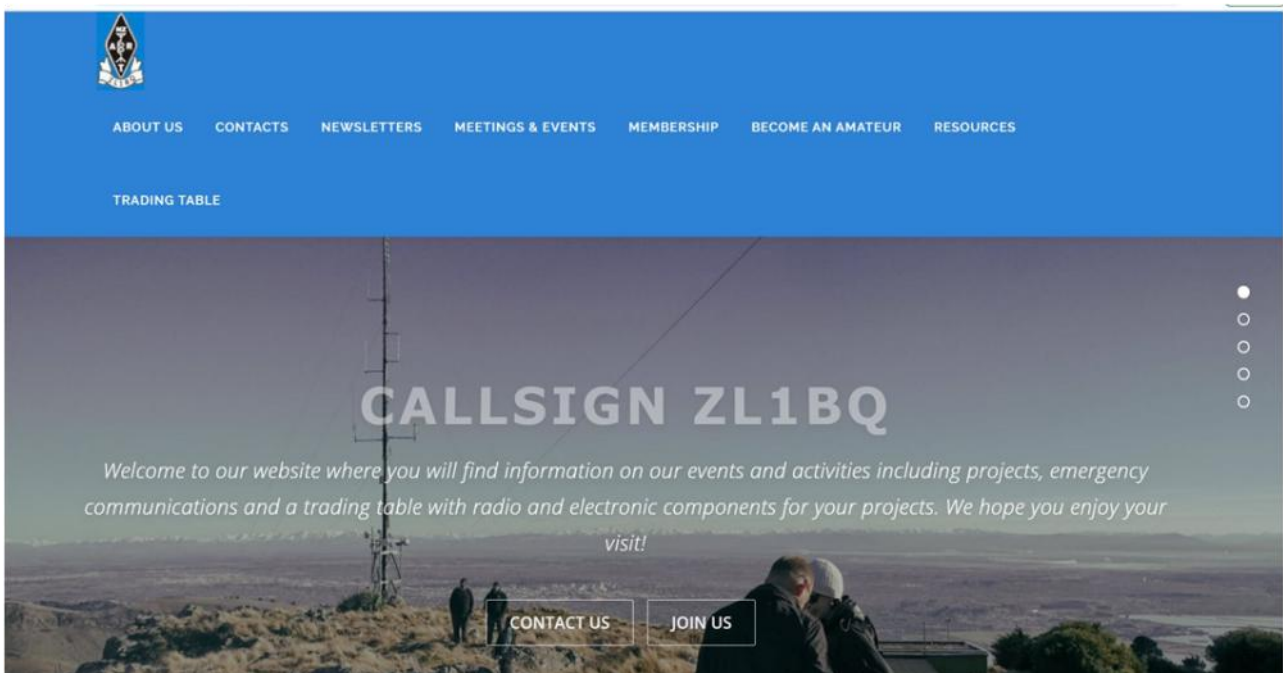 NZ
A R
ZL1BQ
ABOUT US CONTACTS NEWSLETTERS MEETINGS & EVENTS MEMBERSHIP BECOME AN AMATEUR RESOURCES
TRADING TABLE
CALLSIGN ZL1BQ
Welcome to our website where you will find information on our events and activities including projects, emergency
communications and a trading table with radio and electronic components for your projects. We hope you enjoy your
visit!
CONTACT US JOIN US